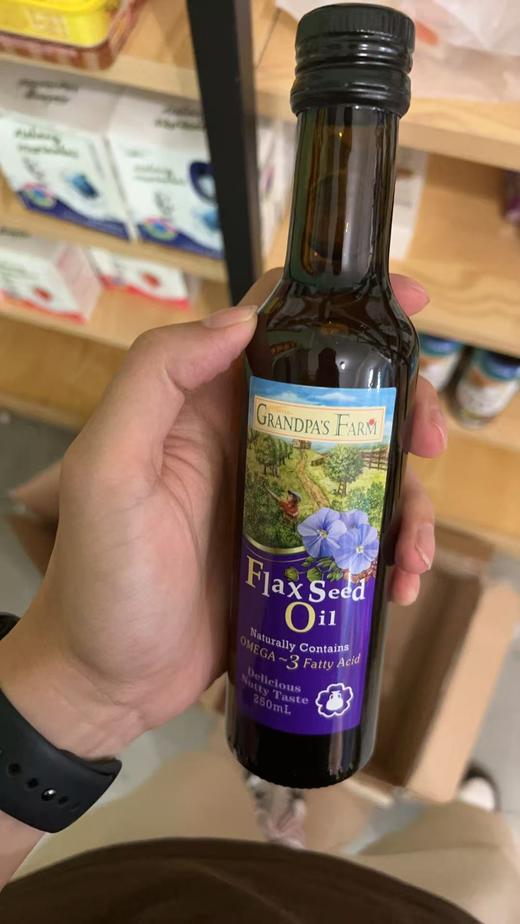 GRANDPA'S FARM
Flax Seed
Oil
Naturally Contains
OMEGA ~3 Fatty Acid
Delicious
Nutty Taste
250mL